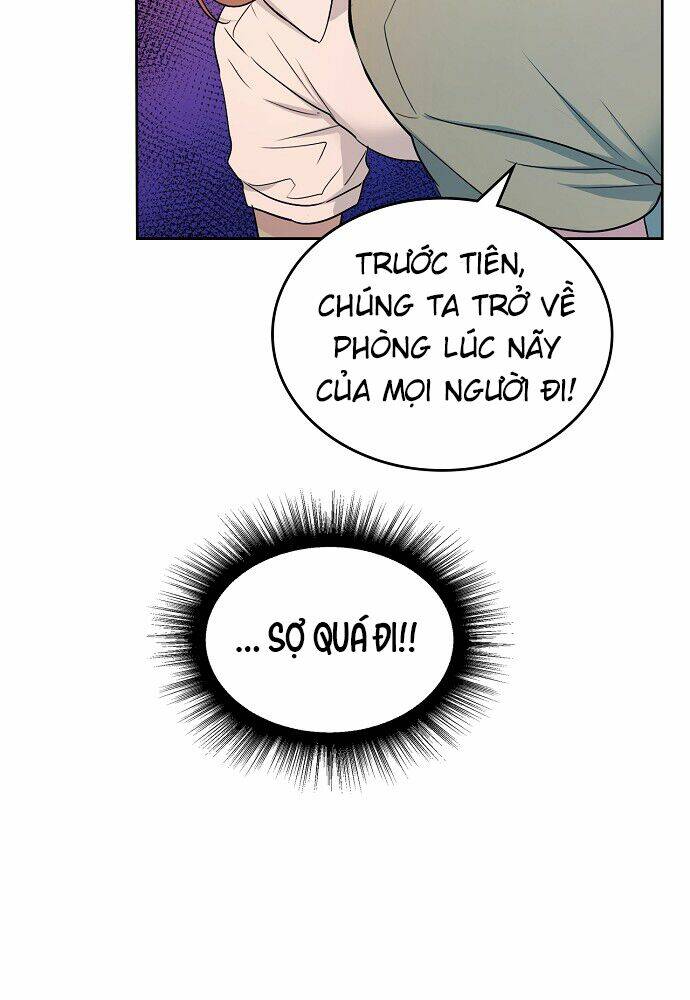 TRƯỚC TIÊN,
CHÚNG TA TRỞ VỀ
PHÒNG LÚC NÃY
CỦA MỌI NGƯỜI ĐI!
... SỢ QUÁ ĐI!!